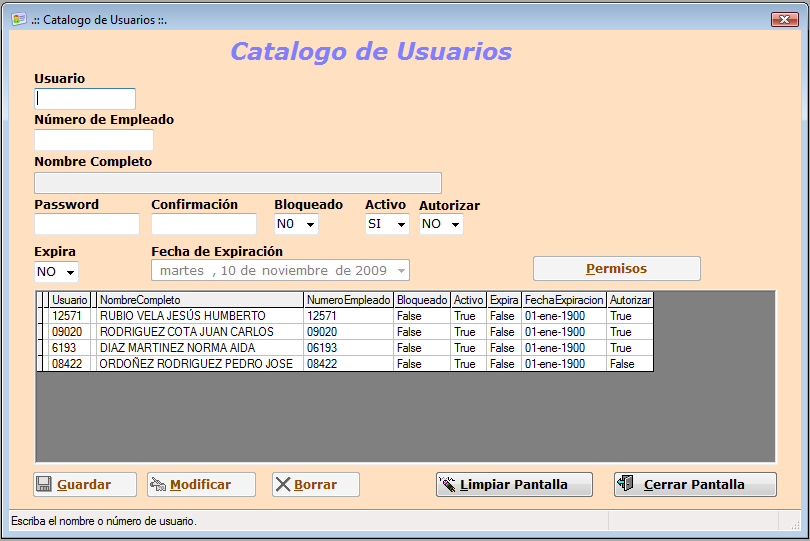 .:: Catalogo de Usuarios ::.
Catalogo de Usuarios
Usuario
Número de Empleado
Nombre Completo
Password Confirmación Bloqueado Activo Autorizar
N0 SI NO
Expira Fecha de Expiración
NO martes , 10 de noviembre de 2009 Permisos
Usuario NombreCompleto NumeroEmpleado Bloqueado Activo Expira FechaExpiracion Autorizar
12571 RUBIO VELA JESÚS HUMBERTO 12571 False True False 01-ene-1900 True
09020 RODRIGUEZ COTA JUAN CARLOS 09020 False True False 01-ene-1900 True
6193 DIAZ MARTINEZ NORMA AIDA 06193 False True False 01-ene-1900 True
08422 ORDOÑEZ RODRIGUEZ PEDRO JOSE 08422 False True False 01-ene-1900 False
Guardar Modificar Borrar Limpiar Pantalla Cerrar Pantalla
Escriba el nombre o número de usuario.